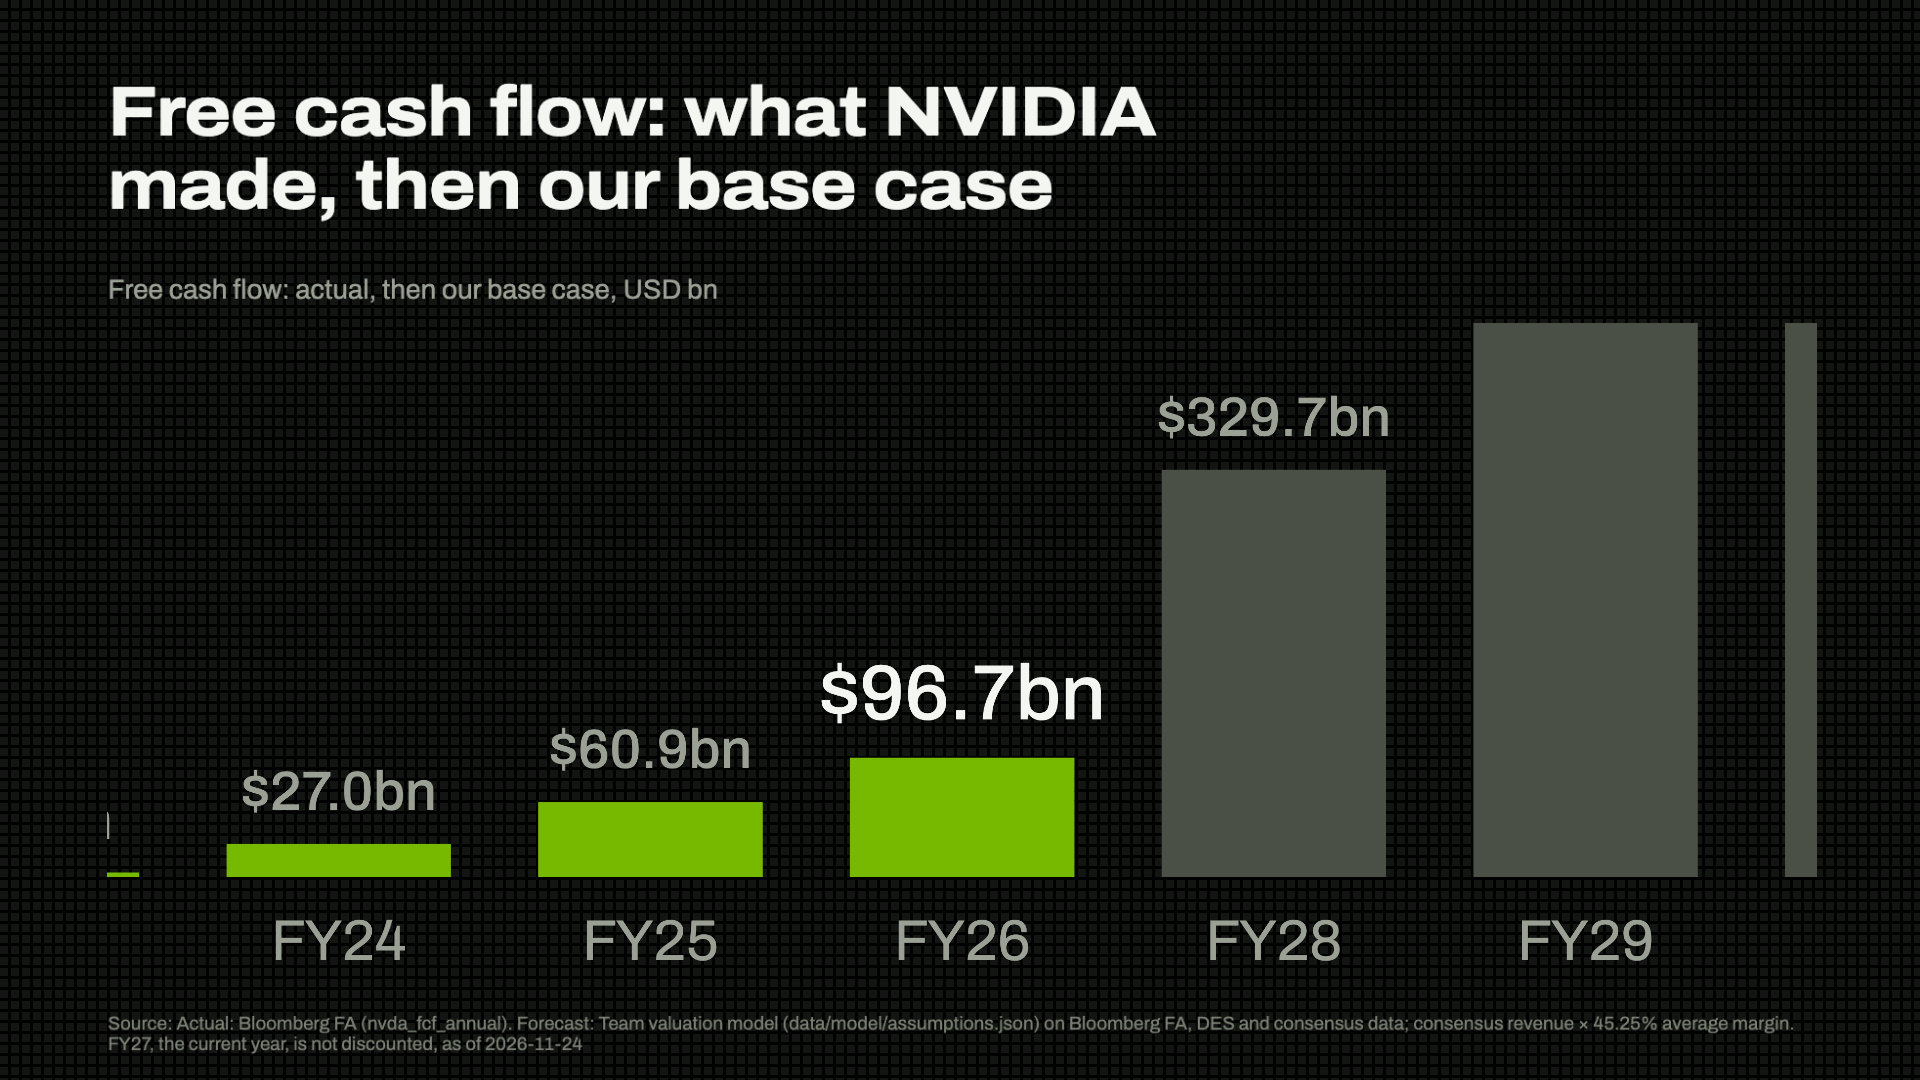 Free cash flow: what NVIDIA
made, then our base case
Free cash flow: actual, then our base case, USD bn
$329.7bn
$96.7bn
$60.9bn
$27.0bn
FY24 FY25 FY26 FY28 FY29
Source: Actual: Bloomberg FA (nvda_fcf_annual). Forecast: Team valuation model (data/model/assumptions.json) on Bloomberg FA, DES and consensus data; consensus revenue × 45.25% average margin.
FY27, the current year, is not discounted, as of 2026-11-24